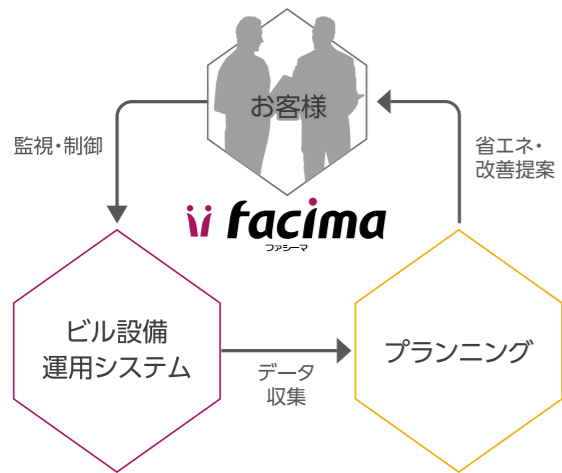 お客様
監視・制御
省エネ・
改善提案
facima
ファシーマ
ビル設備
運用システム
データ
収集
プランニング